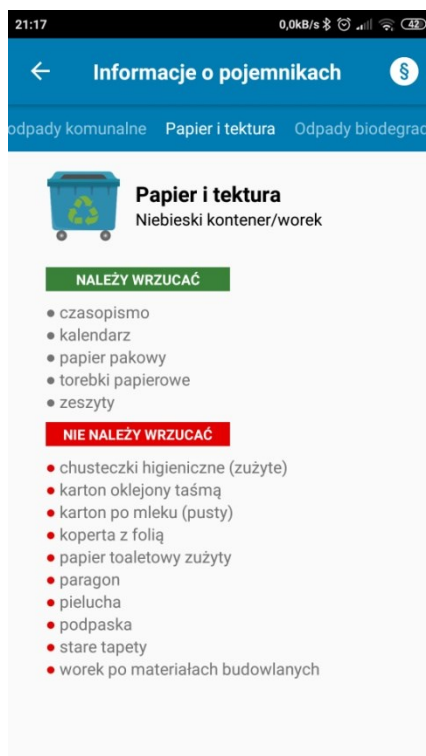 21:17 0,0kB/s 42
Informacje o pojemnikach §
odpady komunalne Papier i tektura Odpady biodegrad
Papier i tektura
Niebieski kontener/worek
NALEŻY WRZUCAĆ
• czasopismo
• kalendarz
• papier pakowy
• torebki papierowe
• zeszyty
NIE NALEŻY WRZUCAĆ
• chusteczki higieniczne (zużyte)
• karton oklejony taśmą
• karton po mleku (pusty)
• koperta z folią
• papier toaletowy zużyty
• paragon
• pielucha
• podpaska
• stare tapety
• worek po materiałach budowlanych